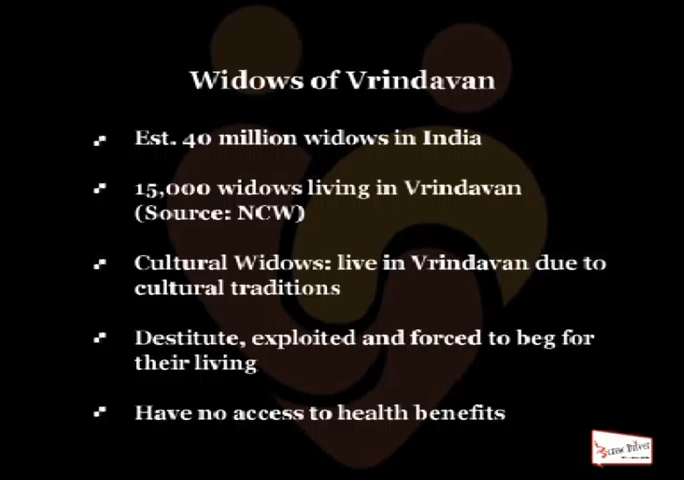 Widows of Vrindavan
Est. 40 million widows in India
15,000 widows living in Vrindavan
(Source: NCW)
Cultural Widows: live in Vrindavan due to
cultural traditions
Destitute, exploited and forced to beg for
their living
Have no access to health benefits